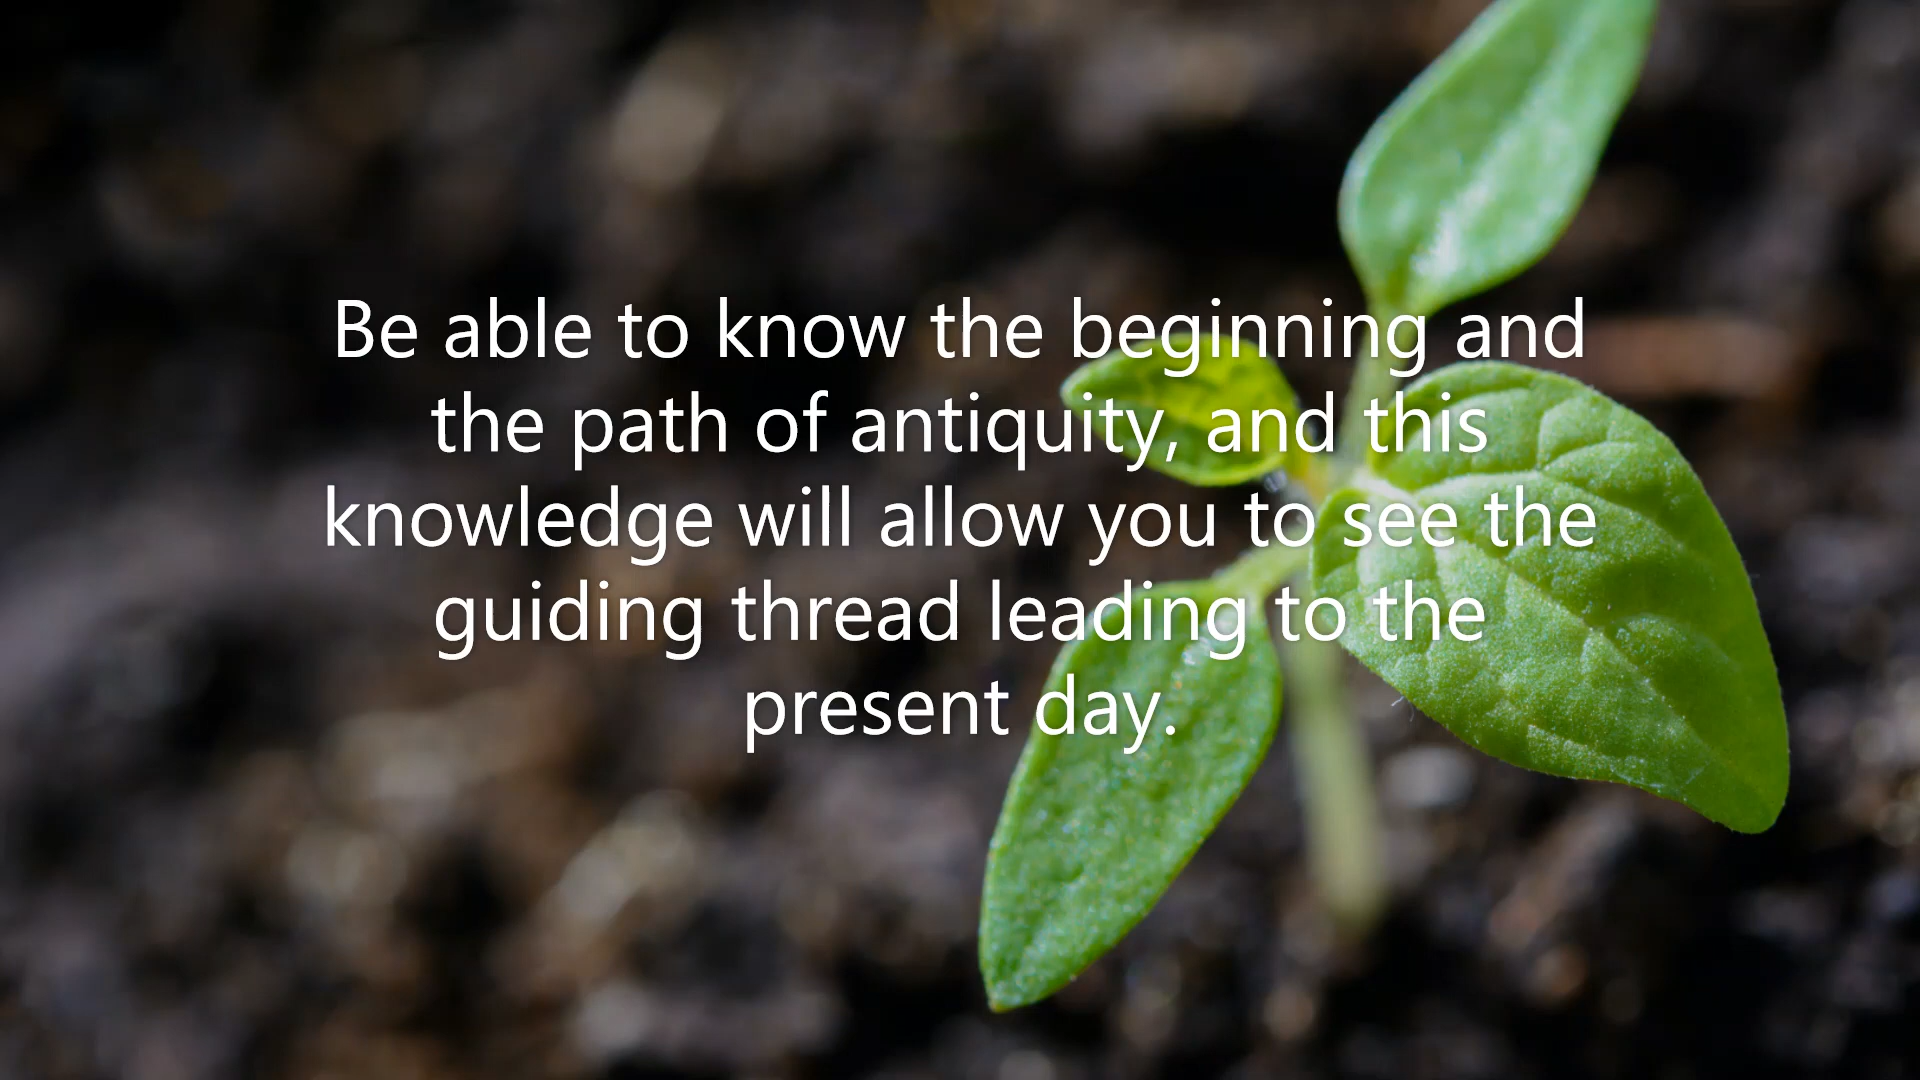 Be able to know the beginning and
the path of antiquity, and this
knowledge will allow you to see the
guiding thread leading to the
present day.